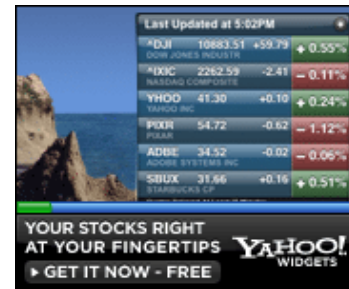 Last Updated at 5:02PM
^DJI 10883.51 +59.79 + 0.55%
DOW JONES INDUSTR
^IXIC 2262.59 -2.41 - 0.11%
NASDAQ COMPOSITE
YHOO 41.30 +0.10 + 0.24%
YAHOO INC
PIXR 54.72 -0.62 - 1.12%
PIXAR
ADBE 34.52 -0.02 - 0.06%
ADOBE SYSTEMS INC
SBUX 31.66 +0.16 + 0.51%
STARBUCKS CP
YOUR STOCKS RIGHT
AT YOUR FINGERTIPS
YAHOO!
WIDGETS
GET IT NOW - FREE